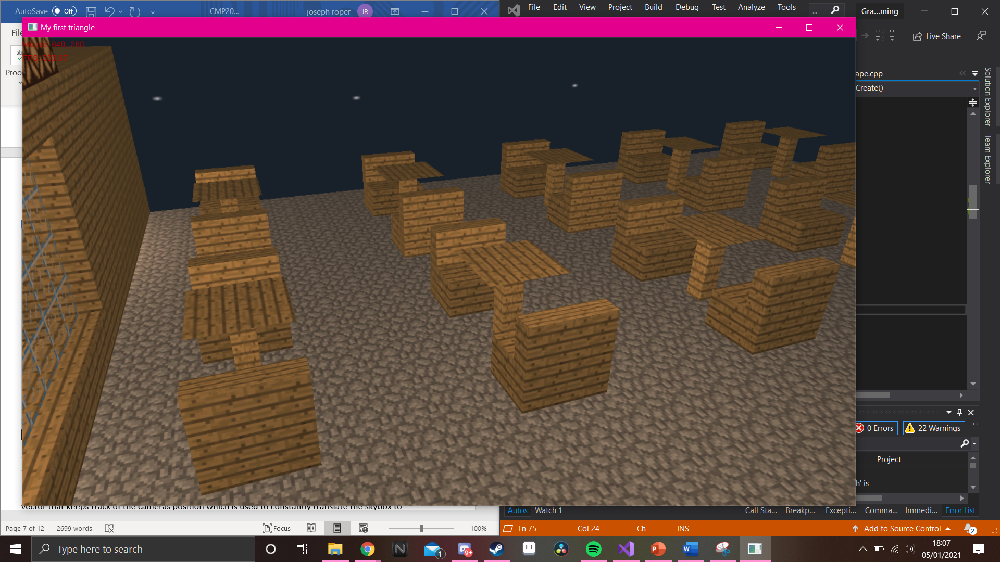 AutoSave Off CMP20... joseph roper JR
File Edit View Project Build Debug Test Analyze Tools ... Gra...ming
My first triangle
File
Live Share
Mouse: 640, 360
ab
Proo
ape.cpp
Create()
Solution Explorer
Team Explorer
0 Errors 22 Warnings
Project
h' is
vector that keeps track of the cameras position which is used to constantly translate the skybox to
Autos Watch 1 Call Sta... Breakp... Excepti... Comma... Immedi... Error List
Page 7 of 12 2699 words Focus 100%
Ln 75 Col 24 Ch INS Add to Source Control 2
Type here to search 1 9+ 18:07
05/01/2021